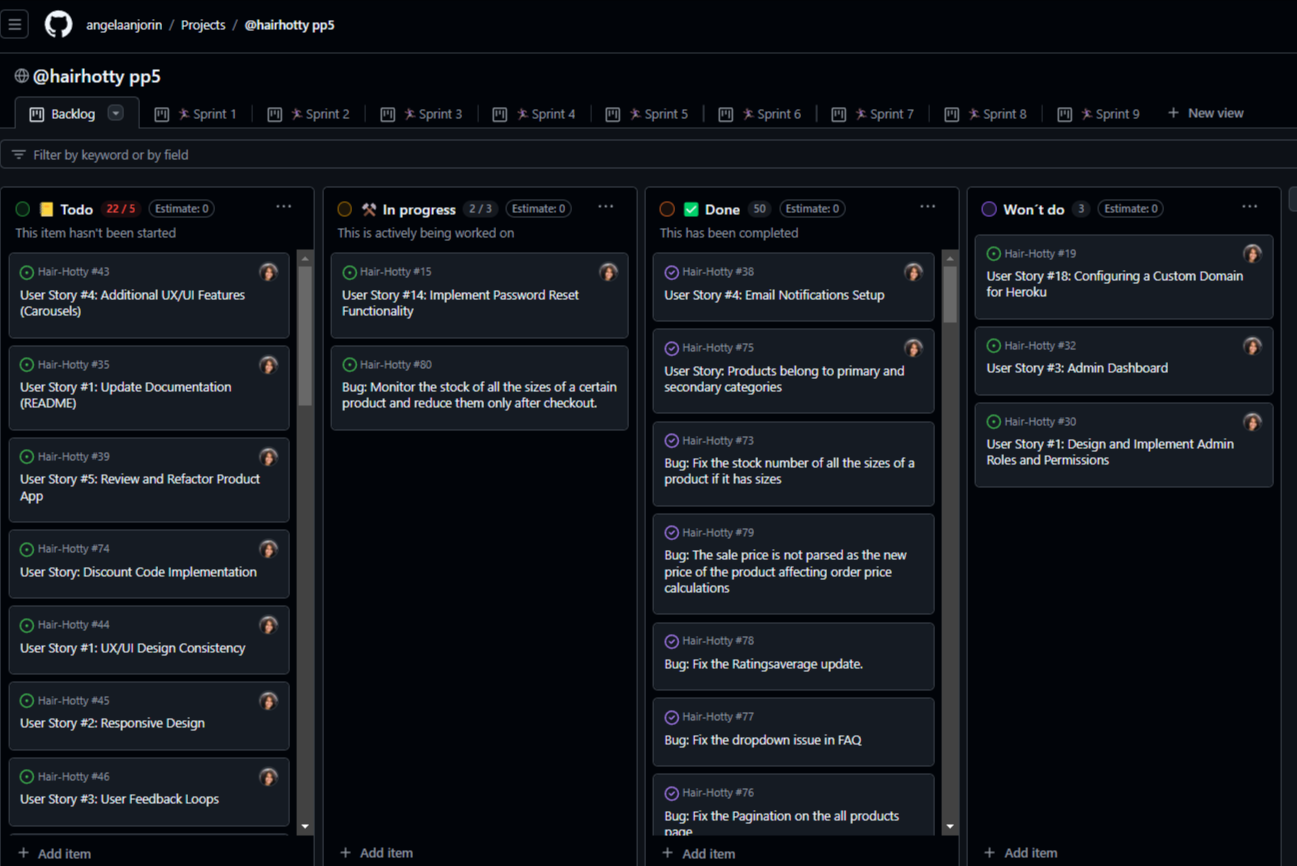 angelaanjorin / Projects / @hairhotty pp5
@hairhotty pp5
Backlog
Sprint 1
Sprint 2
Sprint 3
Sprint 4
Sprint 5
Sprint 6
Sprint 7
Sprint 8
Sprint 9
+ New view
Filter by keyword or by field
Todo 22 / 5 Estimate: 0
This item hasn't been started
Hair-Hotty #43
User Story #4: Additional UX/UI Features
(Carousels)
Hair-Hotty #35
User Story #1: Update Documentation
(README)
Hair-Hotty #39
User Story #5: Review and Refactor Product
App
Hair-Hotty #74
User Story: Discount Code Implementation
Hair-Hotty #44
User Story #1: UX/UI Design Consistency
Hair-Hotty #45
User Story #2: Responsive Design
Hair-Hotty #46
User Story #3: User Feedback Loops
+ Add item
In progress 2 / 3 Estimate: 0
This is actively being worked on
Hair-Hotty #15
User Story #14: Implement Password Reset
Functionality
Hair-Hotty #80
Bug: Monitor the stock of all the sizes of a certain
product and reduce them only after checkout.
+ Add item
Done 50 Estimate: 0
This has been completed
Hair-Hotty #38
User Story #4: Email Notifications Setup
Hair-Hotty #75
User Story: Products belong to primary and
secondary categories
Hair-Hotty #73
Bug: Fix the stock number of all the sizes of a
product if it has sizes
Hair-Hotty #79
Bug: The sale price is not parsed as the new
price of the product affecting order price
calculations
Hair-Hotty #78
Bug: Fix the Ratingsaverage update.
Hair-Hotty #77
Bug: Fix the dropdown issue in FAQ
Hair-Hotty #76
Bug: Fix the Pagination on the all products
page
+ Add item
Won´t do 3 Estimate: 0
Hair-Hotty #19
User Story #18: Configuring a Custom Domain
for Heroku
Hair-Hotty #32
User Story #3: Admin Dashboard
Hair-Hotty #30
User Story #1: Design and Implement Admin
Roles and Permissions
+ Add item